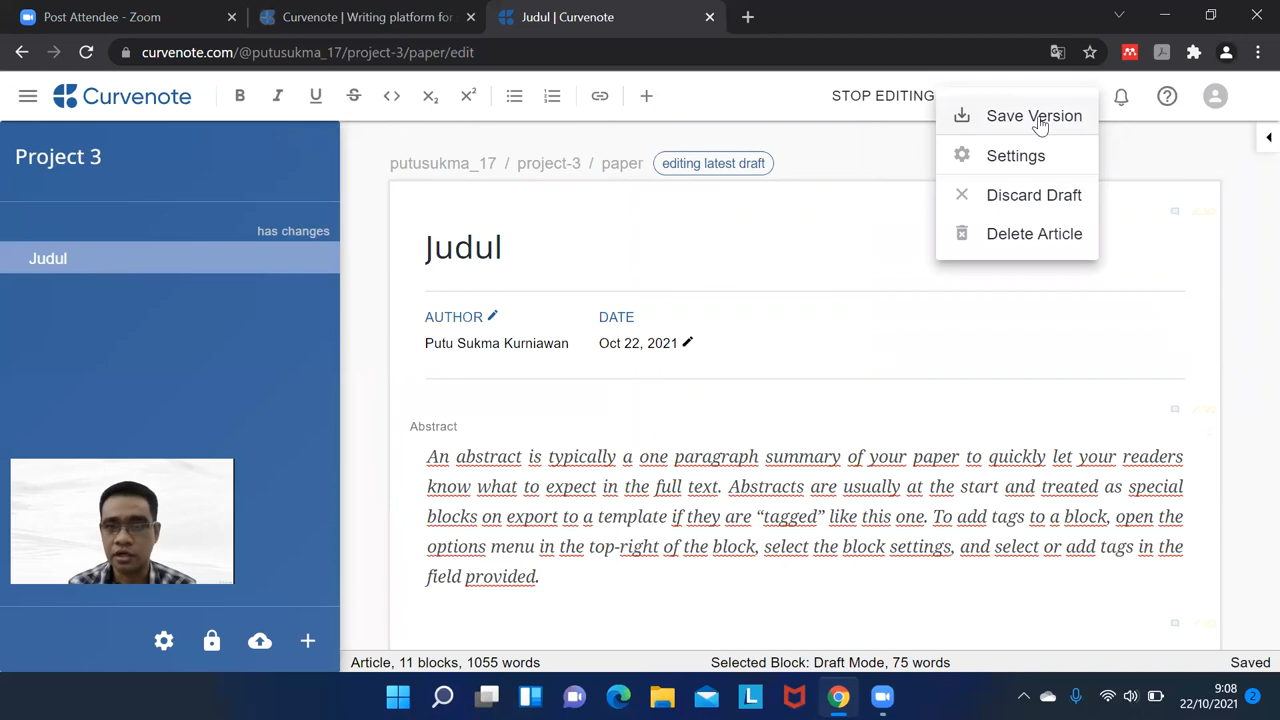 Post Attendee - Zoom
Curvenote | Writing platform for
Judul | Curvenote
curvenote.com/@putusukma_17/project-3/paper/edit
Curvenote
B I U S <> X₂ X²
STOP EDITING
Save Version
Settings
Discard Draft
Delete Article
Project 3
has changes
Judul
putusukma_17 / project-3 / paper
editing latest draft
Judul
AUTHOR
DATE
Putu Sukma Kurniawan
Oct 22, 2021
Abstract
An abstract is typically a one paragraph summary of your paper to quickly let your readers
know what to expect in the full text. Abstracts are usually at the start and treated as special
blocks on export to a template if they are “tagged” like this one. To add tags to a block, open the
options menu in the top-right of the block, select the block settings, and select or add tags in the
field provided.
Article, 11 blocks, 1055 words
Selected Block: Draft Mode, 75 words
Saved
9:08
22/10/2021
2